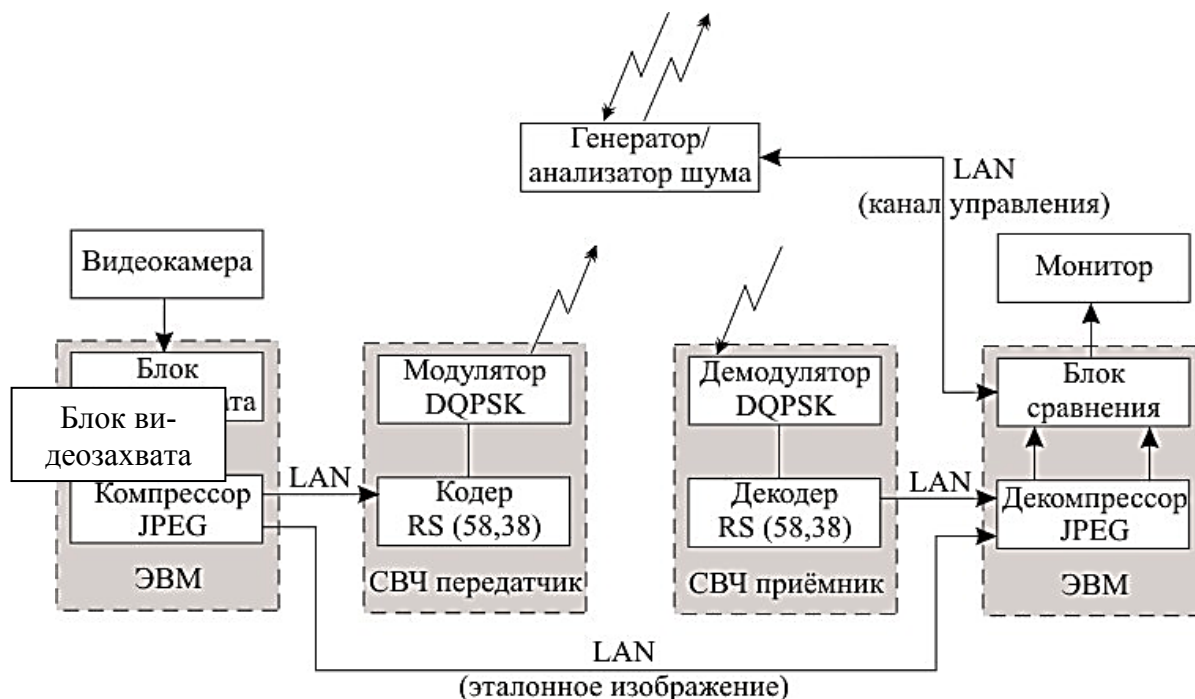 Генератор/
анализатор шума
LAN
(канал управления)
Видеокамера
Монитор
Блок
ата
Блок ви-
деозахвата
Модулятор
DQPSK
Демодулятор
DQPSK
Блок
сравнения
Компрессор
JPEG
LAN
Кодер
RS (58,38)
Декодер
RS (58,38)
LAN
Декомпрессор
JPEG
ЭВМ
СВЧ передатчик
СВЧ приёмник
ЭВМ
LAN
(эталонное изображение)